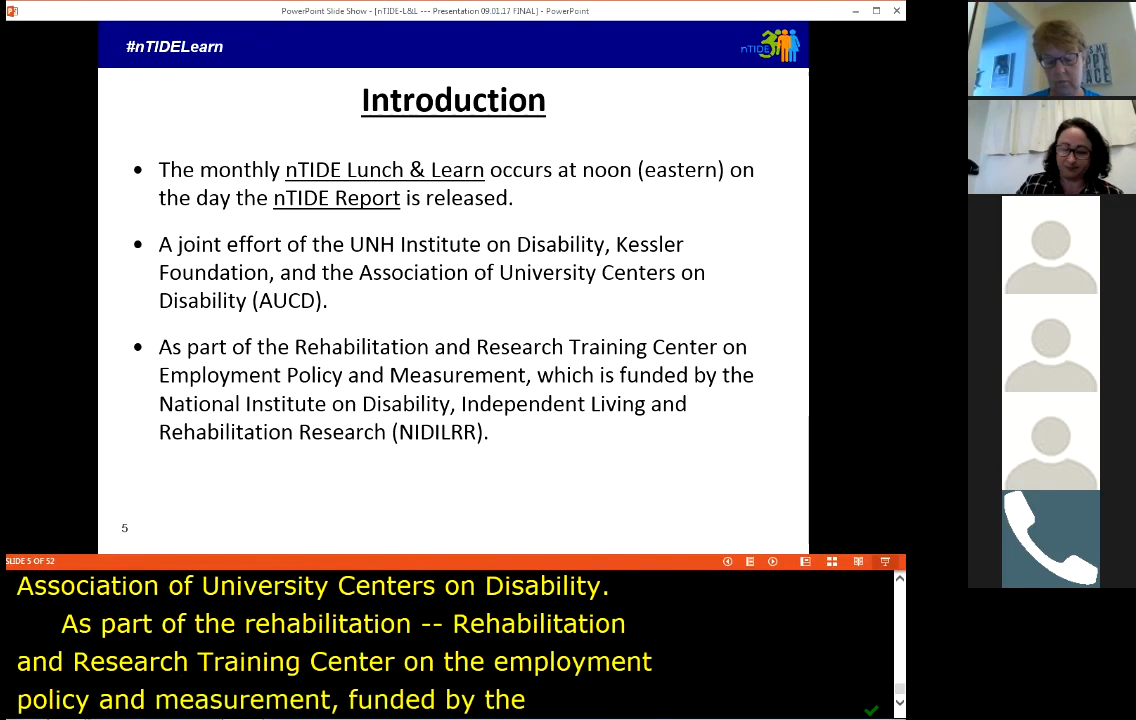 PowerPoint Slide Show - [nTIDE-L&L --- Presentation 09.01.17 FINAL] - PowerPoint
#nTIDELearn
nTIDE
Introduction
• The monthly nTIDE Lunch & Learn occurs at noon (eastern) on
the day the nTIDE Report is released.
• A joint effort of the UNH Institute on Disability, Kessler
Foundation, and the Association of University Centers on
Disability (AUCD).
• As part of the Rehabilitation and Research Training Center on
Employment Policy and Measurement, which is funded by the
National Institute on Disability, Independent Living and
Rehabilitation Research (NIDILRR).
5
SLIDE 5 OF 52
Association of University Centers on Disability.
As part of the rehabilitation -- Rehabilitation
and Research Training Center on the employment
policy and measurement, funded by the